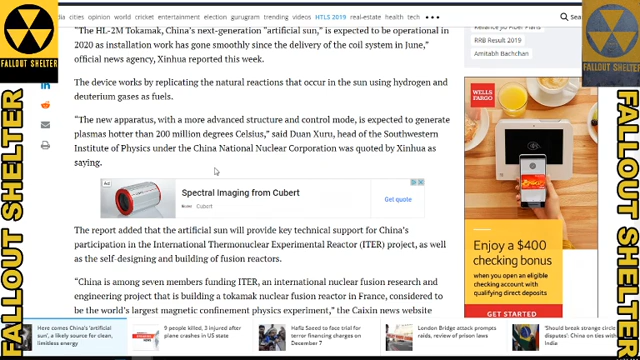 FALLOUT SHELTER
FALLOUT SHELTER
india cities opinion world cricket entertainment election gurugram trending videos HTLS 2019 real-estate health tech ••• Search
"The HL-2M Tokamak, China's next-generation "artificial sun," is expected to be operational in
2020 as installation work has gone smoothly since the delivery of the coil system in June,"
official news agency, Xinhua reported this week.
The device works by replicating the natural reactions that occur in the sun using hydrogen and
deuterium gases as fuels.
"The new apparatus, with a more advanced structure and control mode, is expected to generate
plasmas hotter than 200 million degrees Celsius," said Duan Xuru, head of the Southwestern
Institute of Physics under the China National Nuclear Corporation was quoted by Xinhua as
saying.
Ad
Spectral Imaging from Cubert
Cubert
Get quote
The report added that the artificial sun will provide key technical support for China's
participation in the International Thermonuclear Experimental Reactor (ITER) project, as well
as the self-designing and building of fusion reactors.
"China is among seven members funding ITER, an international nuclear fusion research and
engineering project that is building a tokamak nuclear fusion reactor in France, considered to
be the world's largest magnetic confinement physics experiment," the Caixin news website
RRB Result 2019
Amitabh Bachchan
WELLS
FARGO
Enjoy a $400
checking bonus
when you open an eligible
checking account with
qualifying direct deposits
GET STARTED
Here comes China's 'artificial
sun', a likely source for clean,
limitless energy
9 people killed, 3 injured after
plane crashes in US state
Hafiz Saeed to face trial for
terror financing charges on
December 7
London Bridge attack prompts
raids, review of prison laws
'Should break strange circle
disputes': China on ties with
India
FALLOUT SHELTER
FALLOUT SHELTER